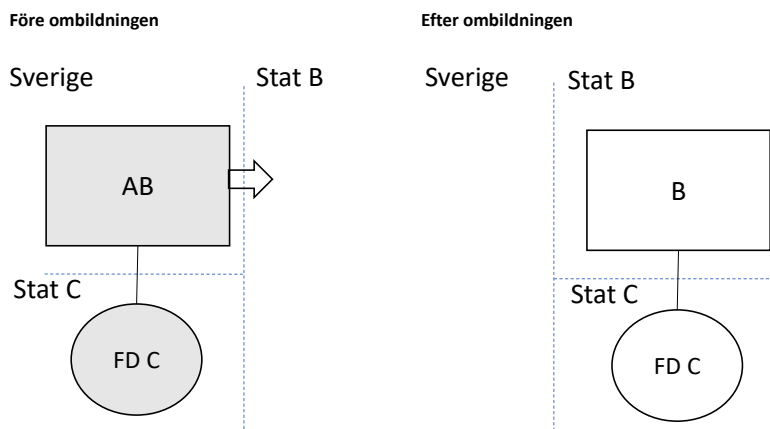 Före ombildningen
Efter ombildningen
Sverige
Stat B
Sverige
Stat B
AB
B
Stat C
Stat C
FD C
FD C